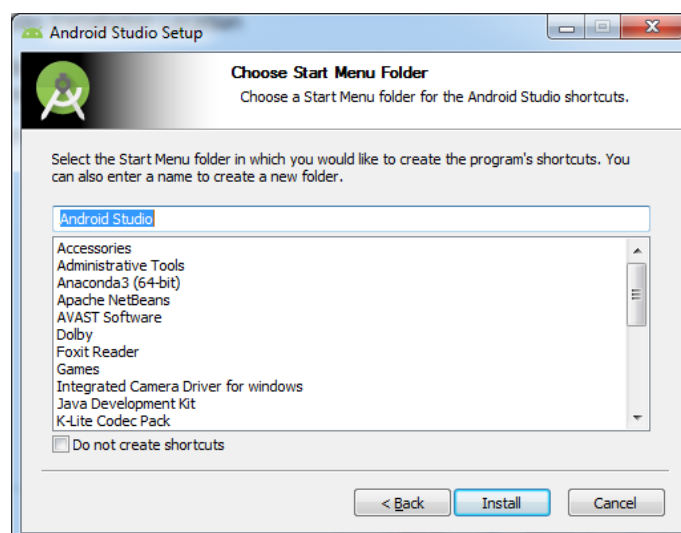 Android Studio Setup
Choose Start Menu Folder
Choose a Start Menu folder for the Android Studio shortcuts.
Select the Start Menu folder in which you would like to create the program's shortcuts. You
can also enter a name to create a new folder.
Android Studio
Accessories
Administrative Tools
Anaconda3 (64-bit)
Apache NetBeans
AVAST Software
Dolby
Foxit Reader
Games
Integrated Camera Driver for windows
Java Development Kit
K-Lite Codec Pack
Do not create shortcuts
< Back Install Cancel